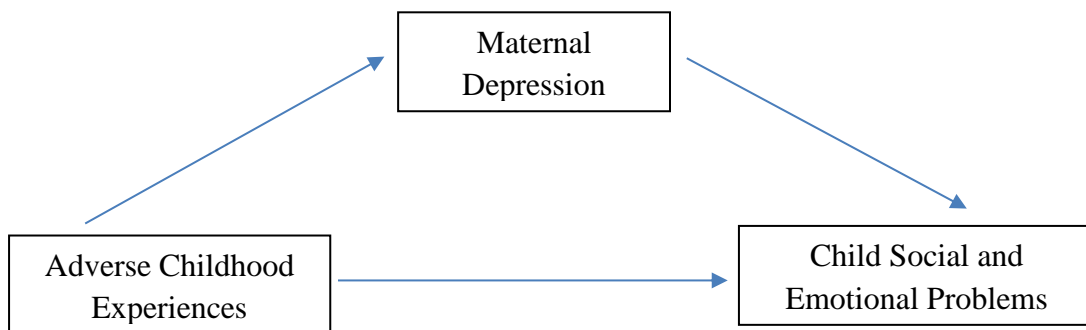 Maternal
Depression
Adverse Childhood
Experiences
Child Social and
Emotional Problems